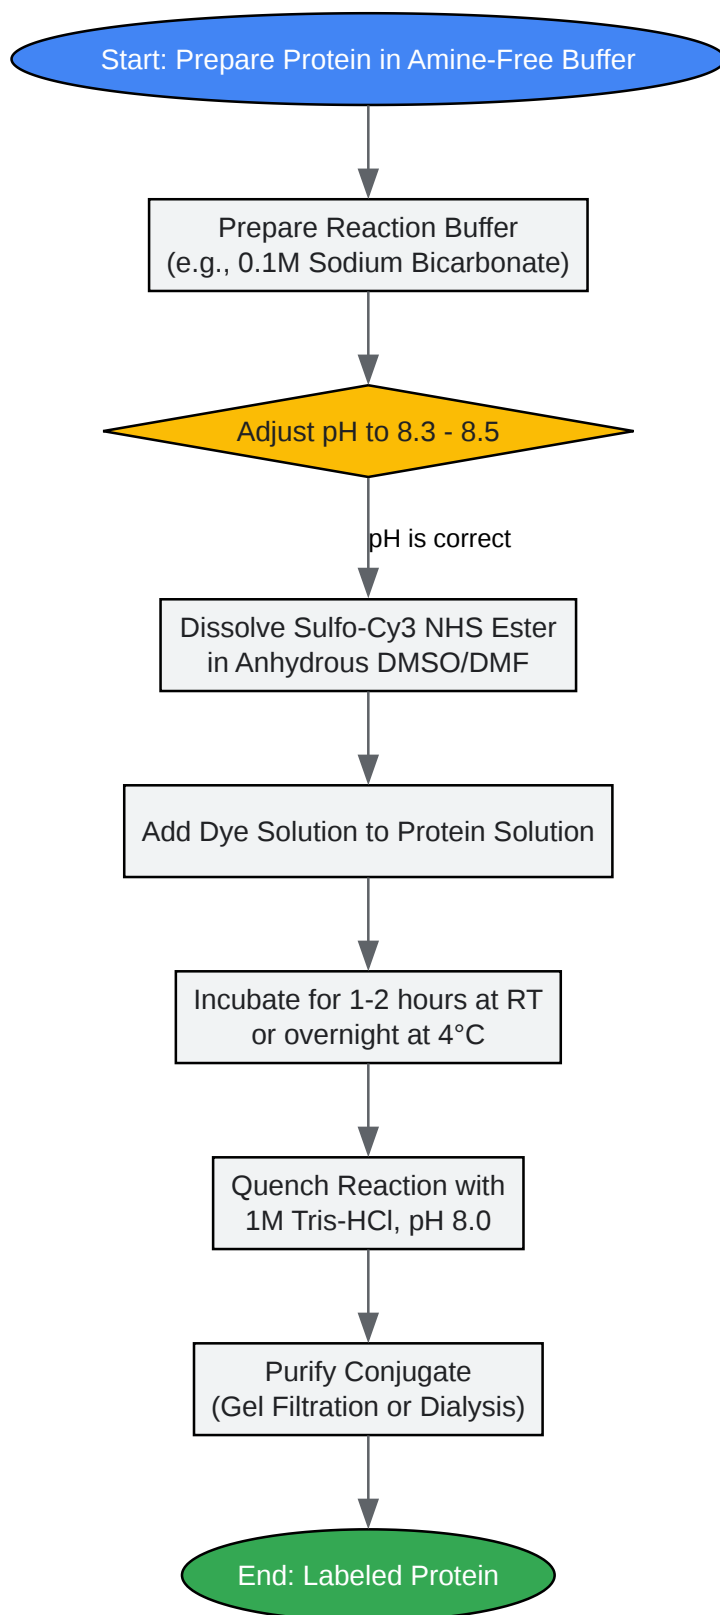 Start: Prepare Protein in Amine-Free Buffer
Prepare Reaction Buffer
(e.g., 0.1M Sodium Bicarbonate)
Adjust pH to 8.3 - 8.5
pH is correct
Dissolve Sulfo-Cy3 NHS Ester
in Anhydrous DMSO/DMF
Add Dye Solution to Protein Solution
Incubate for 1-2 hours at RT
or overnight at 4°C
Quench Reaction with
1M Tris-HCl, pH 8.0
Purify Conjugate
(Gel Filtration or Dialysis)
End: Labeled Protein